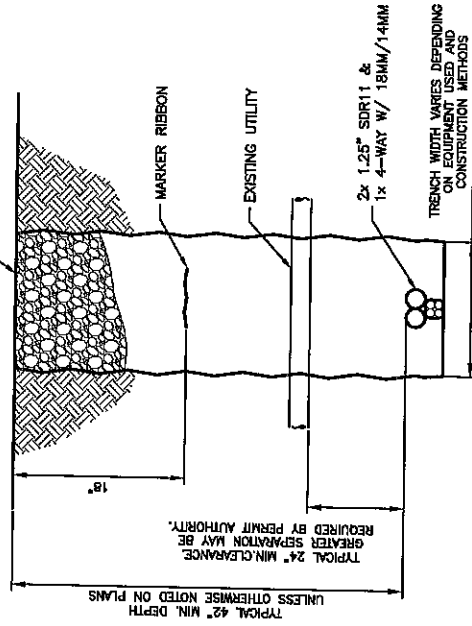 MARKER RIBBON
EXISTING UTILITY
2x 1.25" SDR11 &
1x 4-WAY W/ 18MM/14MM
TRENCH WIDTH VARIES DEPENDING
ON EQUIPMENT USED AND
CONSTRUCTION METHODS
18"
TYPICAL 24" MIN.CLEARANCE.
GREATER SEPARATION MAY BE
REQUIRED BY PERMIT AUTHORITY.
TYPICAL 42" MIN. DEPTH
UNLESS OTHERWISE NOTED ON PLANS